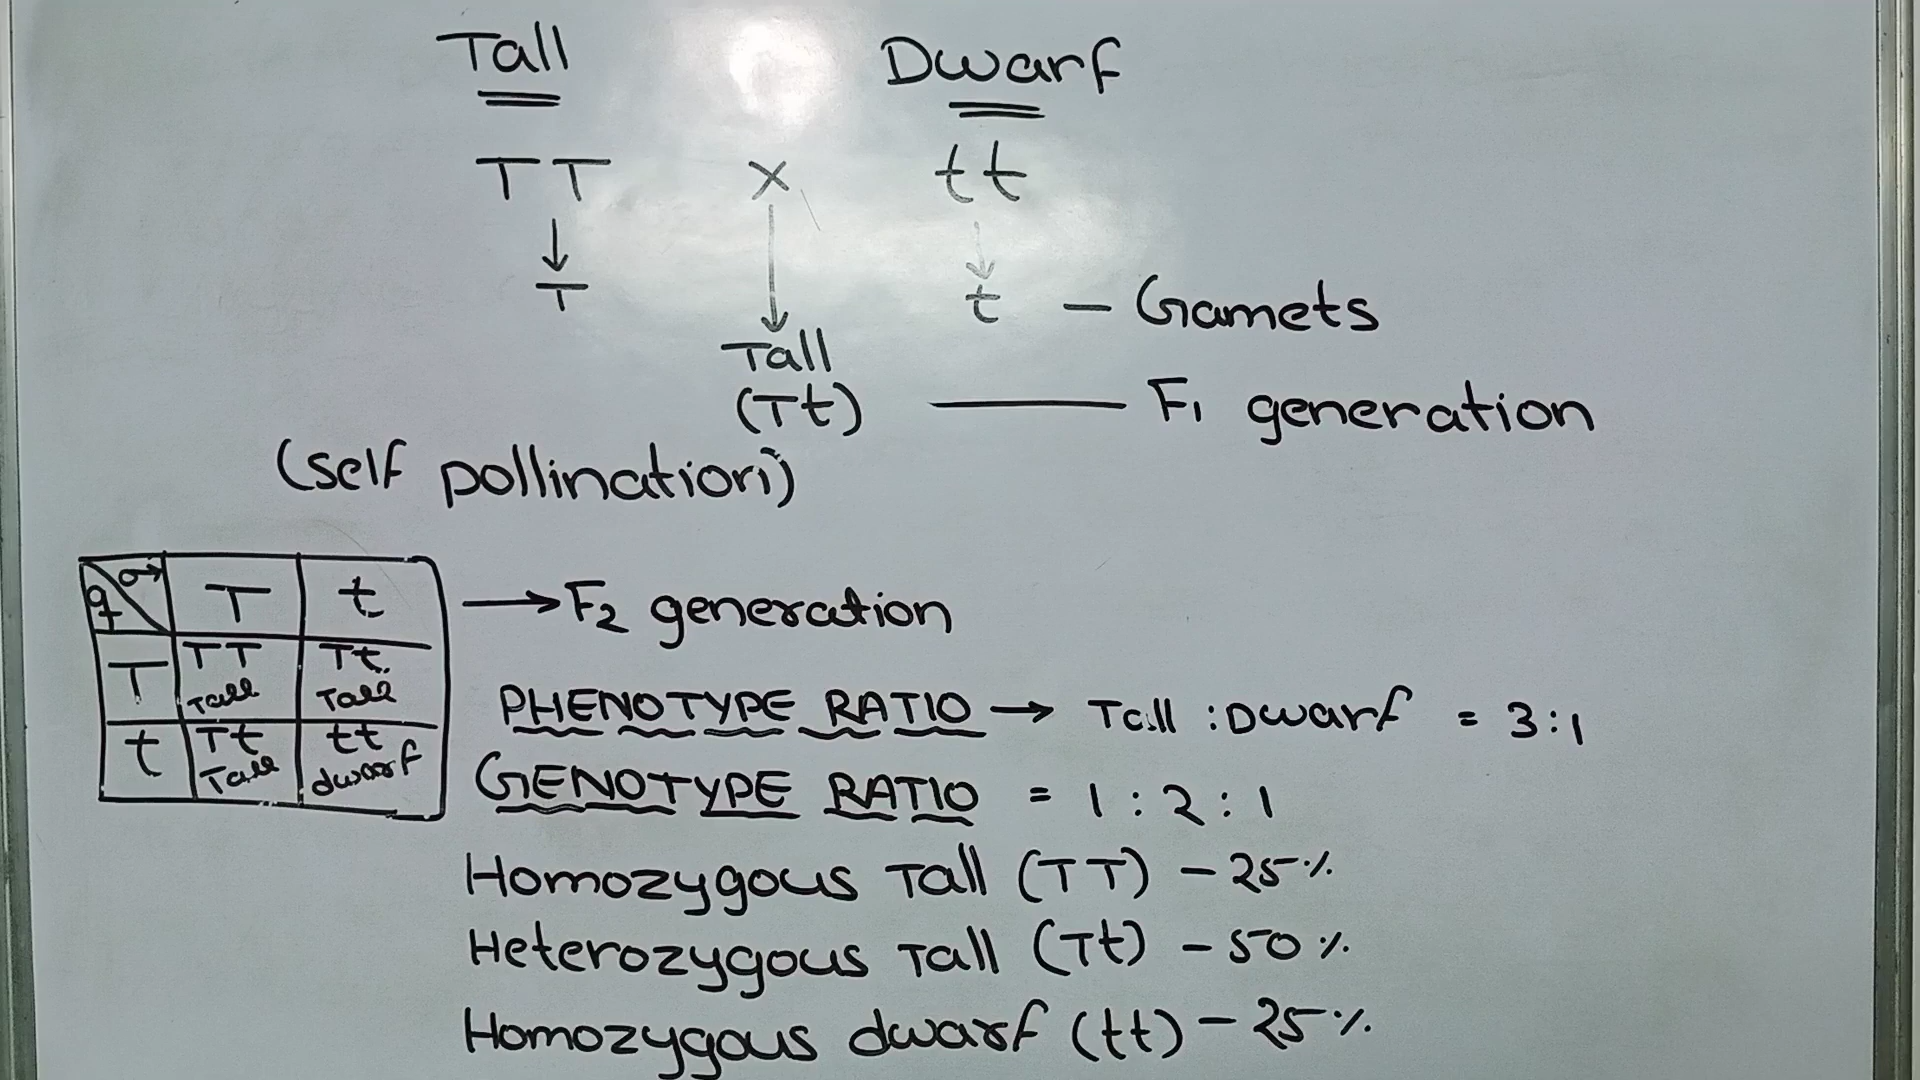 Tall Dwarf
TT × tt
T t - Gamets
Tall
(Tt) F₁ generation
(self pollination)
♂ T t → F₂ generation
♀
T TT Tt
Tall Tall
t Tt tt
Tall dwarf
PHENOTYPE RATIO → Tall : Dwarf = 3:1
GENOTYPE RATIO = 1:2:1
Homozygous Tall (TT) - 25%
Heterozygous Tall (Tt) - 50%
Homozygous dwarf (tt) - 25%